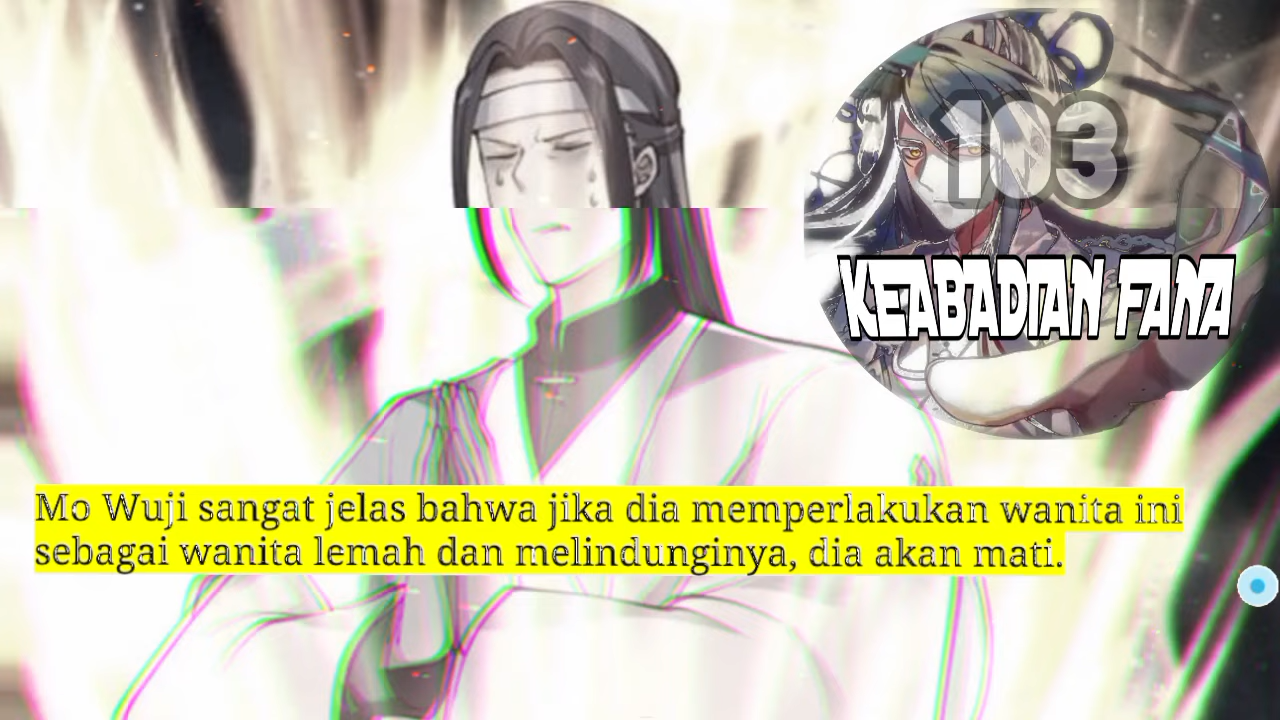 103
KEABADIAN FANA
Mo Wuji sangat jelas bahwa jika dia memperlakukan wanita ini
sebagai wanita lemah dan melindunginya, dia akan mati.